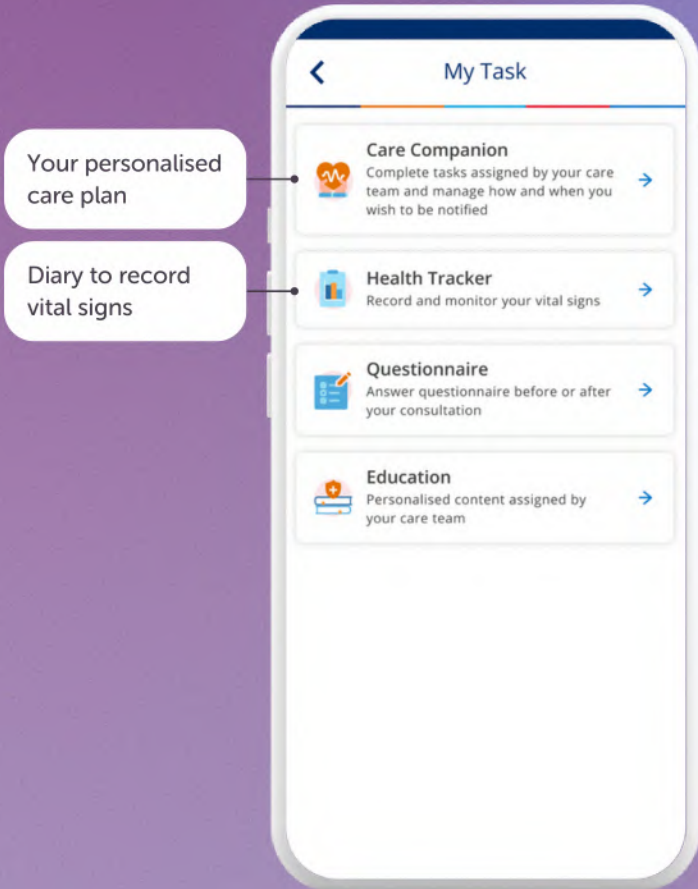 My Task
Your personalised
care plan
Care Companion
Complete tasks assigned by your care
team and manage how and when you
wish to be notified
Diary to record
vital signs
Health Tracker
Record and monitor your vital signs
Questionnaire
Answer questionnaire before or after
your consultation
Education
Personalised content assigned by
your care team